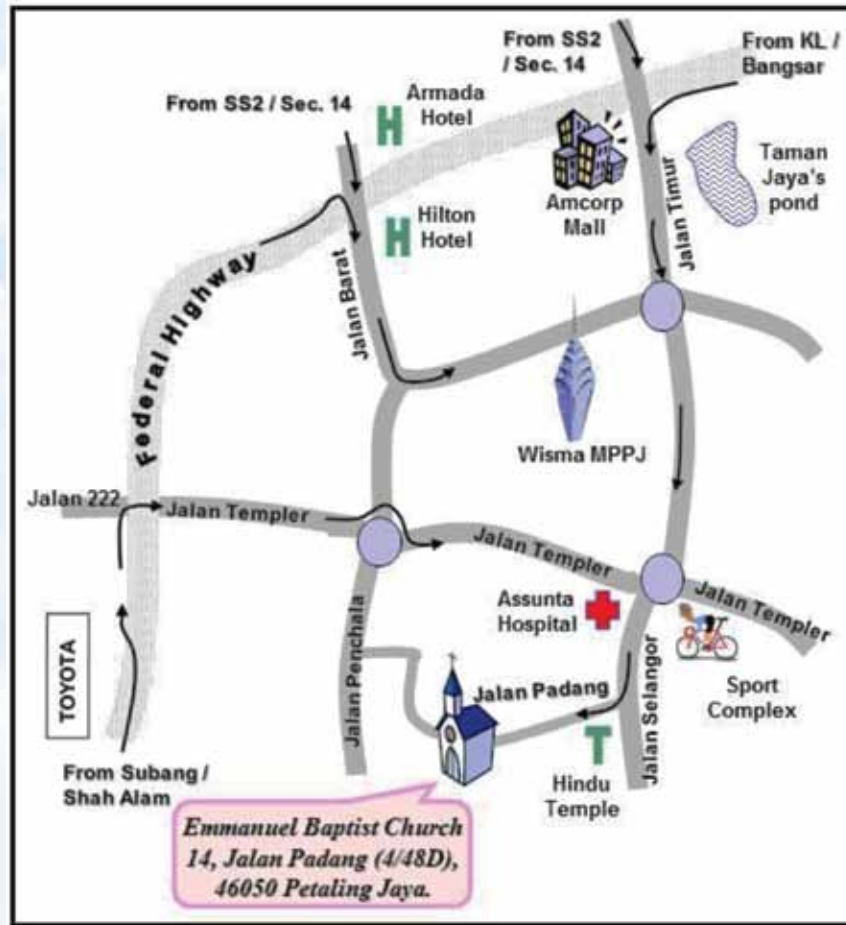 From SS2
/ Sec. 14
From KL /
Bangsar
From SS2 / Sec. 14
H
Armada
Hotel
Amcorp
Mall
Jalan Timur
Taman
Jaya's
pond
H
Hilton
Hotel
Federal Highway
Jalan Barat
Wisma MPPJ
Jalan 222
Jalan Templer
Jalan Templer
Jalan Templer
Assunta
Hospital
TOYOTA
Jalan Penchala
Jalan Padang
Jalan Selangor
Sport
Complex
T
Hindu
Temple
From Subang /
Shah Alam
Emmanuel Baptist Church
14, Jalan Padang (4/48D),
46050 Petaling Jaya.